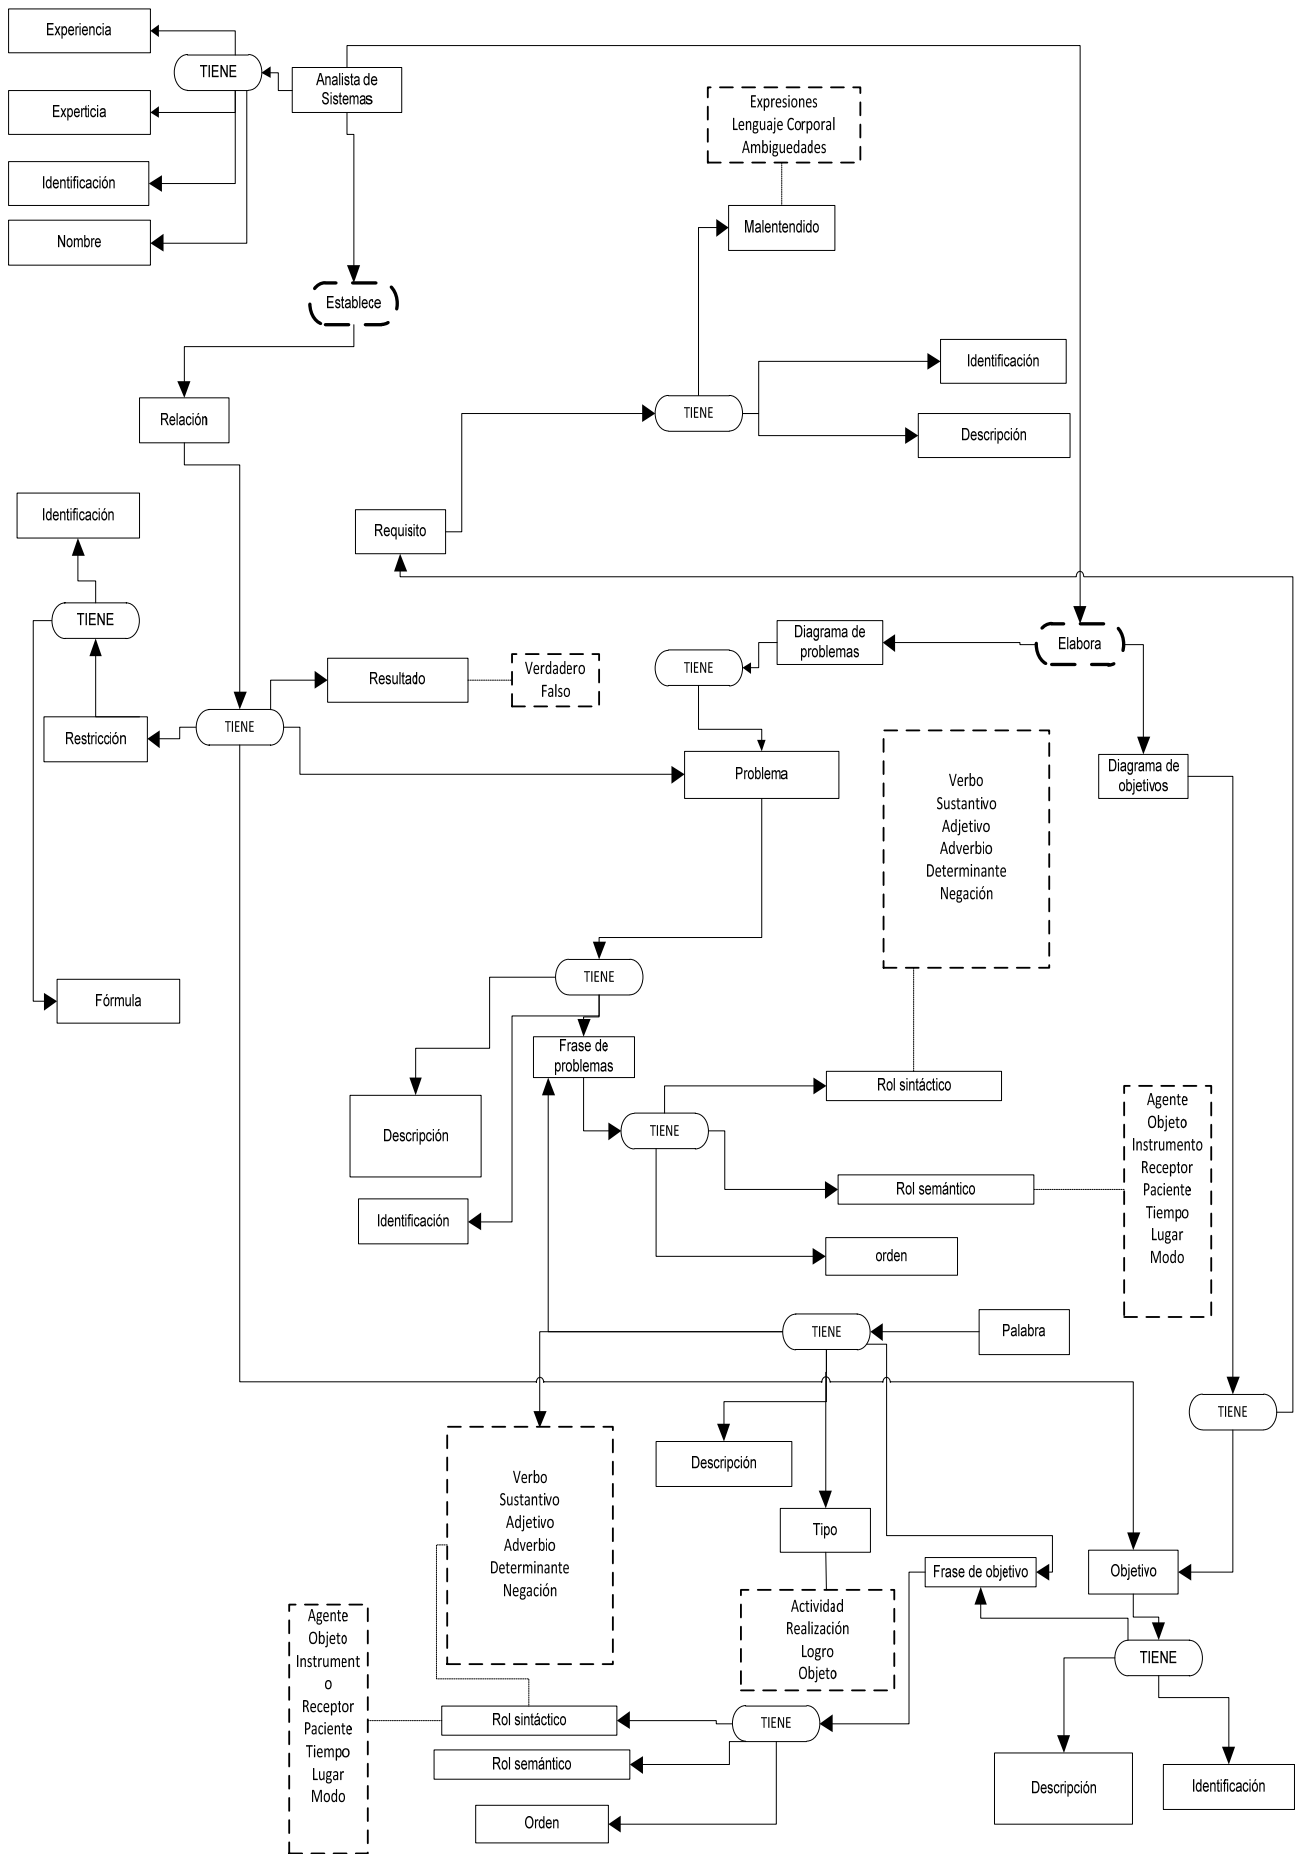 Experiencia
TIENE
Analista de
Sistemas
Experticia
Identificación
Nombre
Expresiones
Lenguaje Corporal
Ambiguedades
Malentendido
Establece
Identificación
Relación
TIENE
Descripción
Identificación
Requisito
TIENE
Diagrama de
problemas
Elabora
TIENE
Resultado
Verdadero
Falso
Restricción
TIENE
Problema
Diagrama de
objetivos
Verbo
Sustantivo
Adjetivo
Adverbio
Determinante
Negación
TIENE
Fórmula
Frase de
problemas
Rol sintáctico
Descripción
TIENE
Agente
Objeto
Instrumento
Receptor
Paciente
Tiempo
Lugar
Modo
Rol semántico
Identificación
orden
TIENE
Palabra
TIENE
Descripción
Verbo
Sustantivo
Adjetivo
Adverbio
Determinante
Negación
Tipo
Frase de objetivo
Objetivo
Actividad
Realización
Logro
Objeto
Agente
Objeto
Instrument
o
Receptor
Paciente
Tiempo
Lugar
Modo
TIENE
Rol sintáctico
TIENE
Rol semántico
Descripción
Identificación
Orden